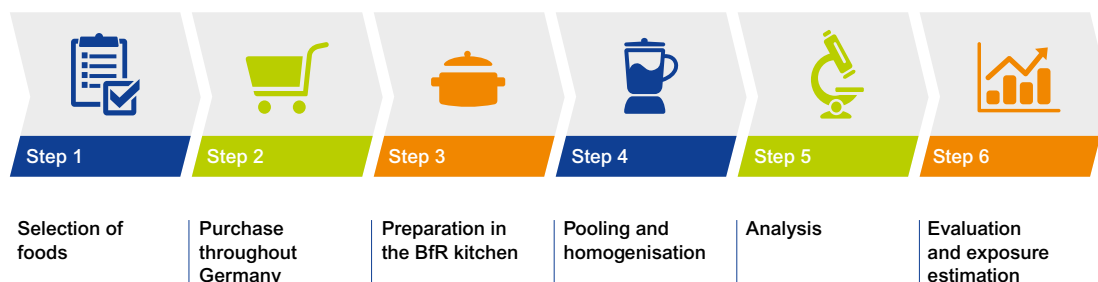 Step 1
Step 2
Step 3
Step 4
Step 5
Step 6
Selection of
foods
Purchase
throughout
Germany
Preparation in
the BfR kitchen
Pooling and
homogenisation
Analysis
Evaluation
and exposure
estimation